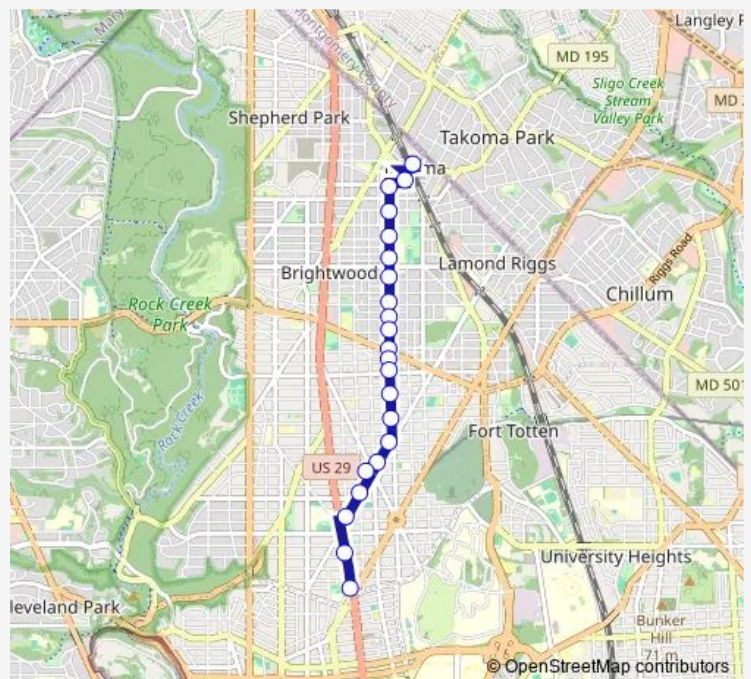 Langley P
Mary
Montgomery County
MD 195
Sligo Creek
Stream
Valley Park
MD
Shepherd Park
Takoma Park
ma
Brightwood
Lamond Riggs
Riggs Road
Chillum
Rock Creek
Park
MD 501
Rock Creek
Fort Totten
US 29
University Heights
leveland Park
Bunker
Hill
71 m
© OpenStreetMap contributors